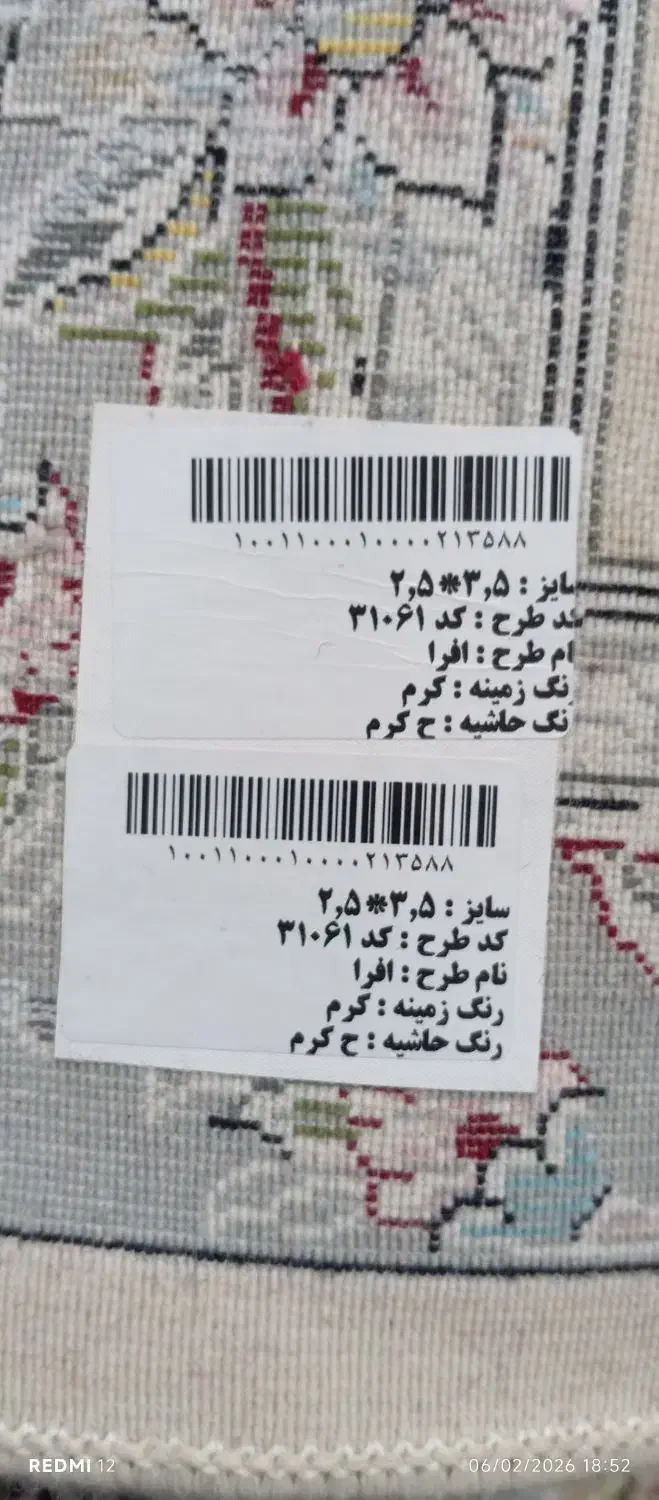 ۱۰۰۱۱۰۰۰۱۰۰۰۰۲۱۳۵۸۸
سایز : ۳,۵*۲,۵
کد طرح : کد ۳۱۰۶۱
نام طرح : افرا
رنگ زمینه : کرم
رنگ حاشیه : ح کرم
۱۰۰۱۱۰۰۰۱۰۰۰۰۲۱۳۵۸۸
سایز : ۳,۵*۲,۵
کد طرح : کد ۳۱۰۶۱
نام طرح : افرا
رنگ زمینه : کرم
رنگ حاشیه : ح کرم
REDMI 12
06/02/2026 18:52